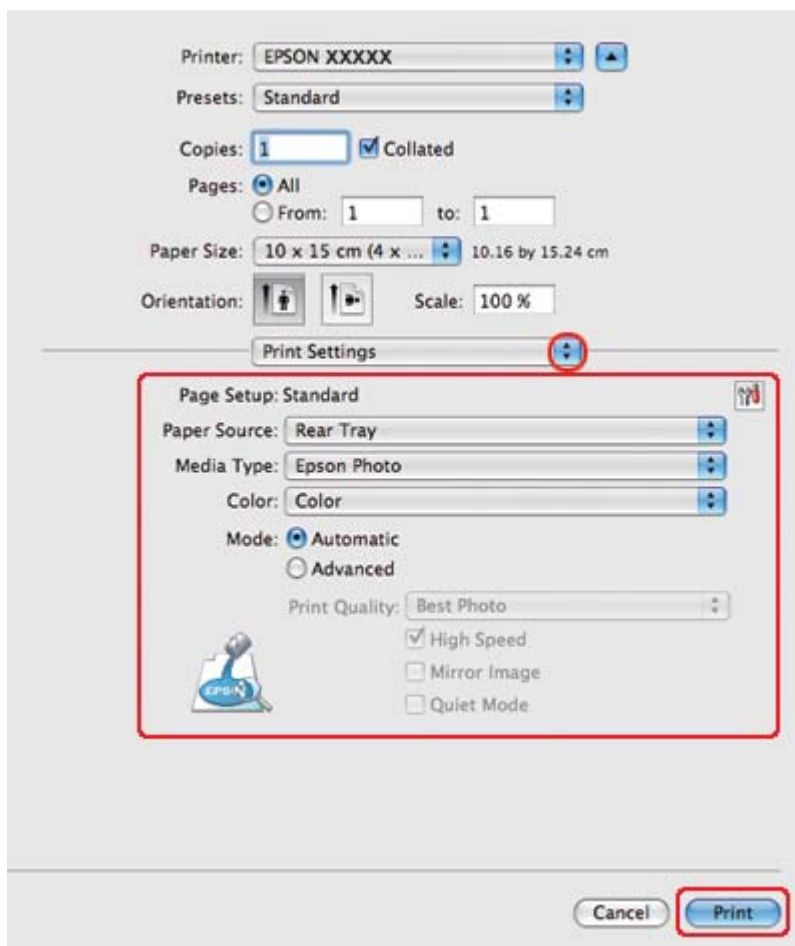 Printer: EPSON XXXXX
Presets: Standard
Copies: 1 Collated
Pages: All
From: 1 to: 1
Paper Size: 10 x 15 cm (4 x ... 10.16 by 15.24 cm
Orientation: Scale: 100 %
Print Settings
Page Setup: Standard
Paper Source: Rear Tray
Media Type: Epson Photo
Color: Color
Mode: Automatic
Advanced
Print Quality: Best Photo
High Speed
Mirror Image
Quiet Mode
EPSON
Cancel Print